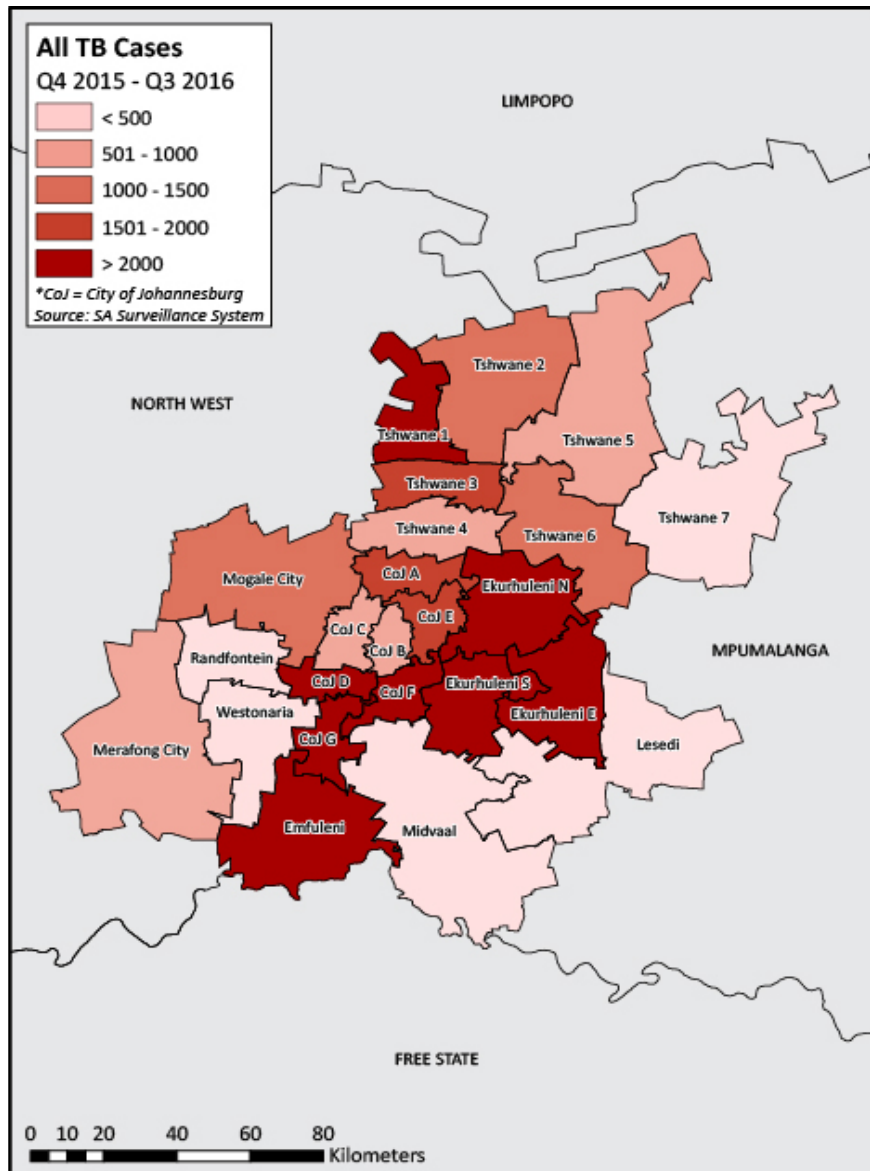 All TB Cases
Q4 2015 - Q3 2016
< 500
501 - 1000
1000 - 1500
1501 - 2000
> 2000
*CoJ = City of Johannesburg
Source: SA Surveillance System
LIMPOPO
NORTH WEST
Tshwane 2
Tshwane 1
Tshwane 5
Tshwane 3
Tshwane 7
Tshwane 4
Tshwane 6
CoJ A
Mogale City
Ekurhuleni N
CoJ E
CoJ C
CoJ B
Randfontein
MPUMALANGA
CoJ D
CoJ F
Ekurhuleni S
Westonaria
Ekurhuleni E
CoJ G
Merafong City
Lesedi
Emfuleni
Midvaal
FREE STATE
0 10 20 40 60 80
Kilometers